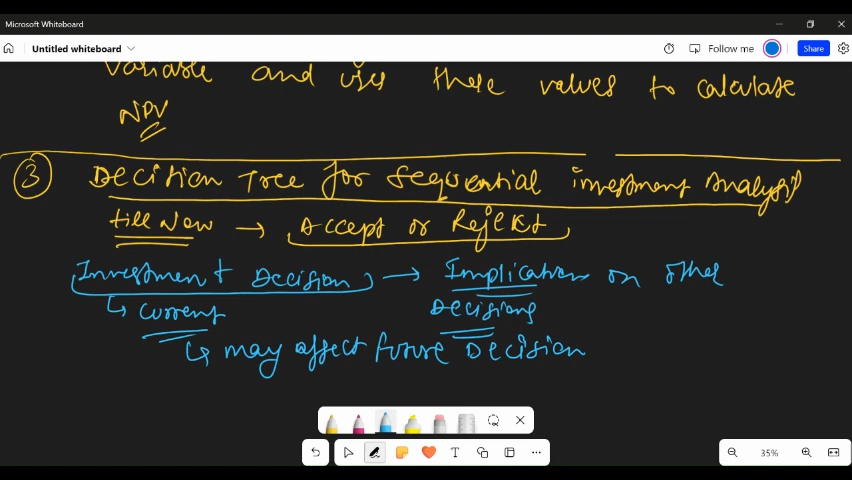 Microsoft Whiteboard
Untitled whiteboard
Follow me
Share
variable and uses these values to calculate
NPV
③ Decision Tree for Sequential investment Analysis
till Now → Accept or Reject
Investment Decision → Implication on other
↳ current Decisions
↳ may affect future Decision
T
35%